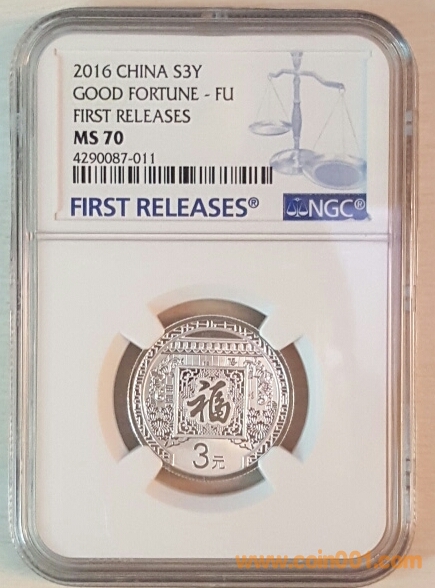 2016 CHINA S3Y
GOOD FORTUNE - FU
FIRST RELEASES
MS 70
4290087-011
FIRST RELEASES®
NGC®
福
3元
www.coin001.com